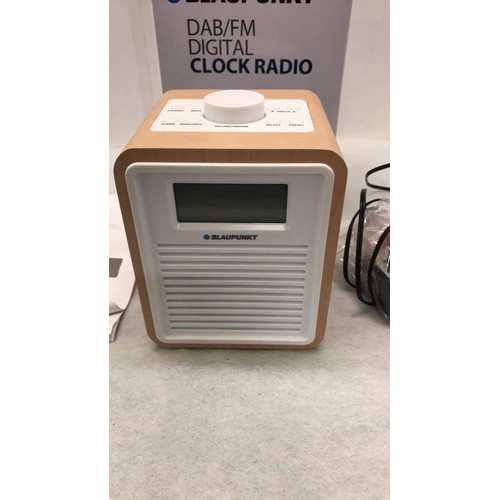 BLAUPUNKT
DAB/FM
DIGITAL
CLOCK RADIO
BLAUPUNKT